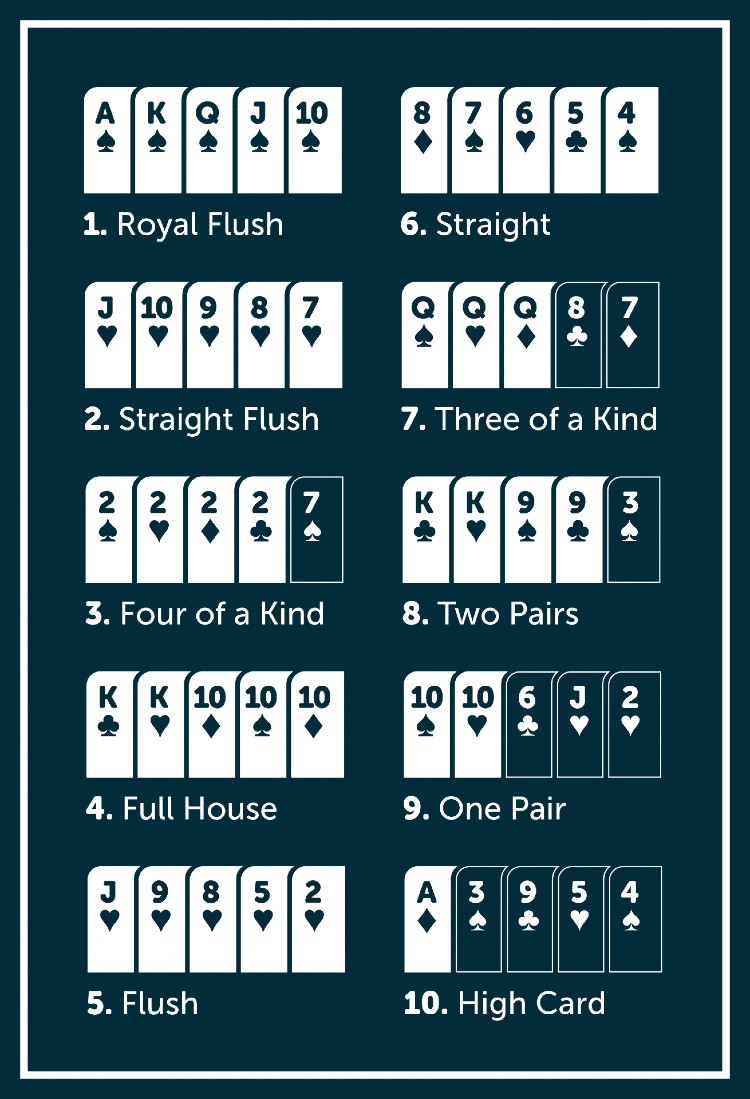 A K Q J 10
1. Royal Flush
J 10 9 8 7
2. Straight Flush
2 2 2 2 7
3. Four of a Kind
K K 10 10 10
4. Full House
J 9 8 5 2
5. Flush
8 7 6 5 4
6. Straight
Q Q Q 8 7
7. Three of a Kind
K K 9 9 3
8. Two Pairs
10 10 6 J 2
9. One Pair
A 3 9 5 4
10. High Card